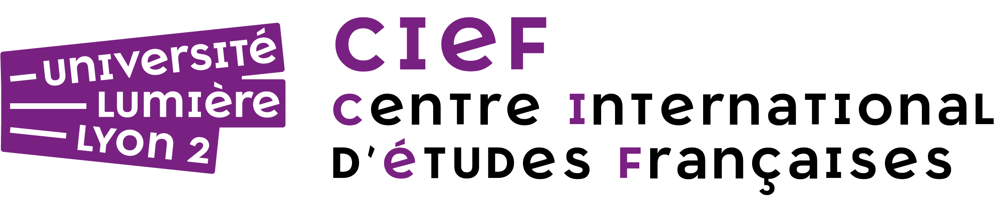 Université
Lumière
Lyon 2
CIEF
Centre International
d'Études Françaises